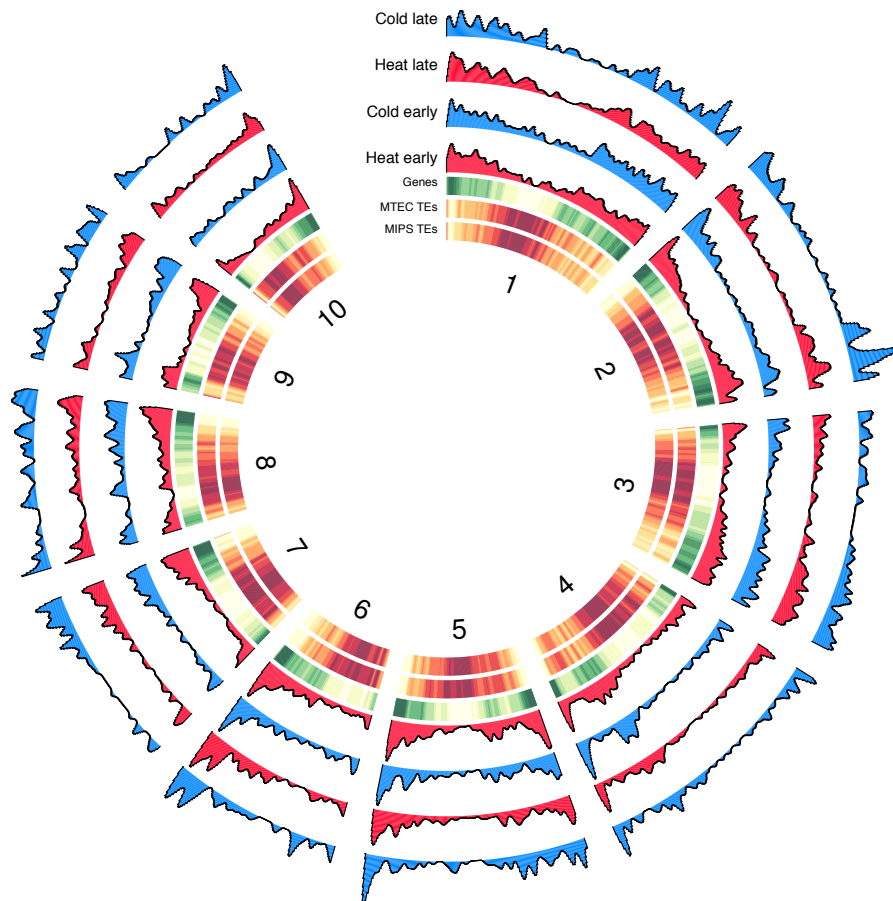 Cold late
Heat late
Cold early
Heat early
Genes
MTEC TEs
MIPS TEs
1
2
3
4
5
6
7
8
9
10